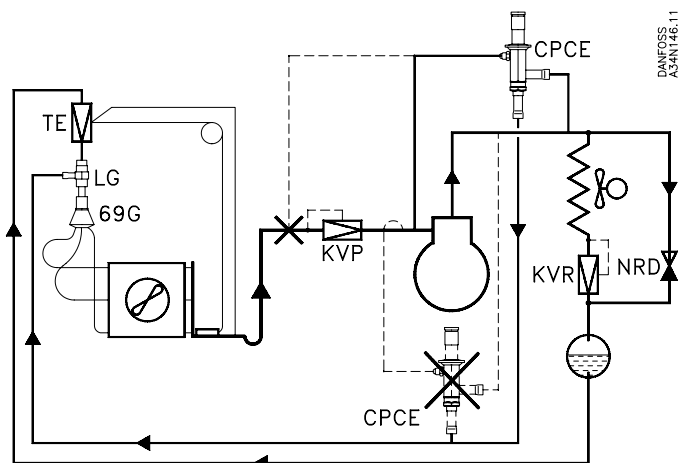 DANFOSS
A34N146.11
CPCE
TE
LG
69G
KVP
KVR
NRD
CPCE